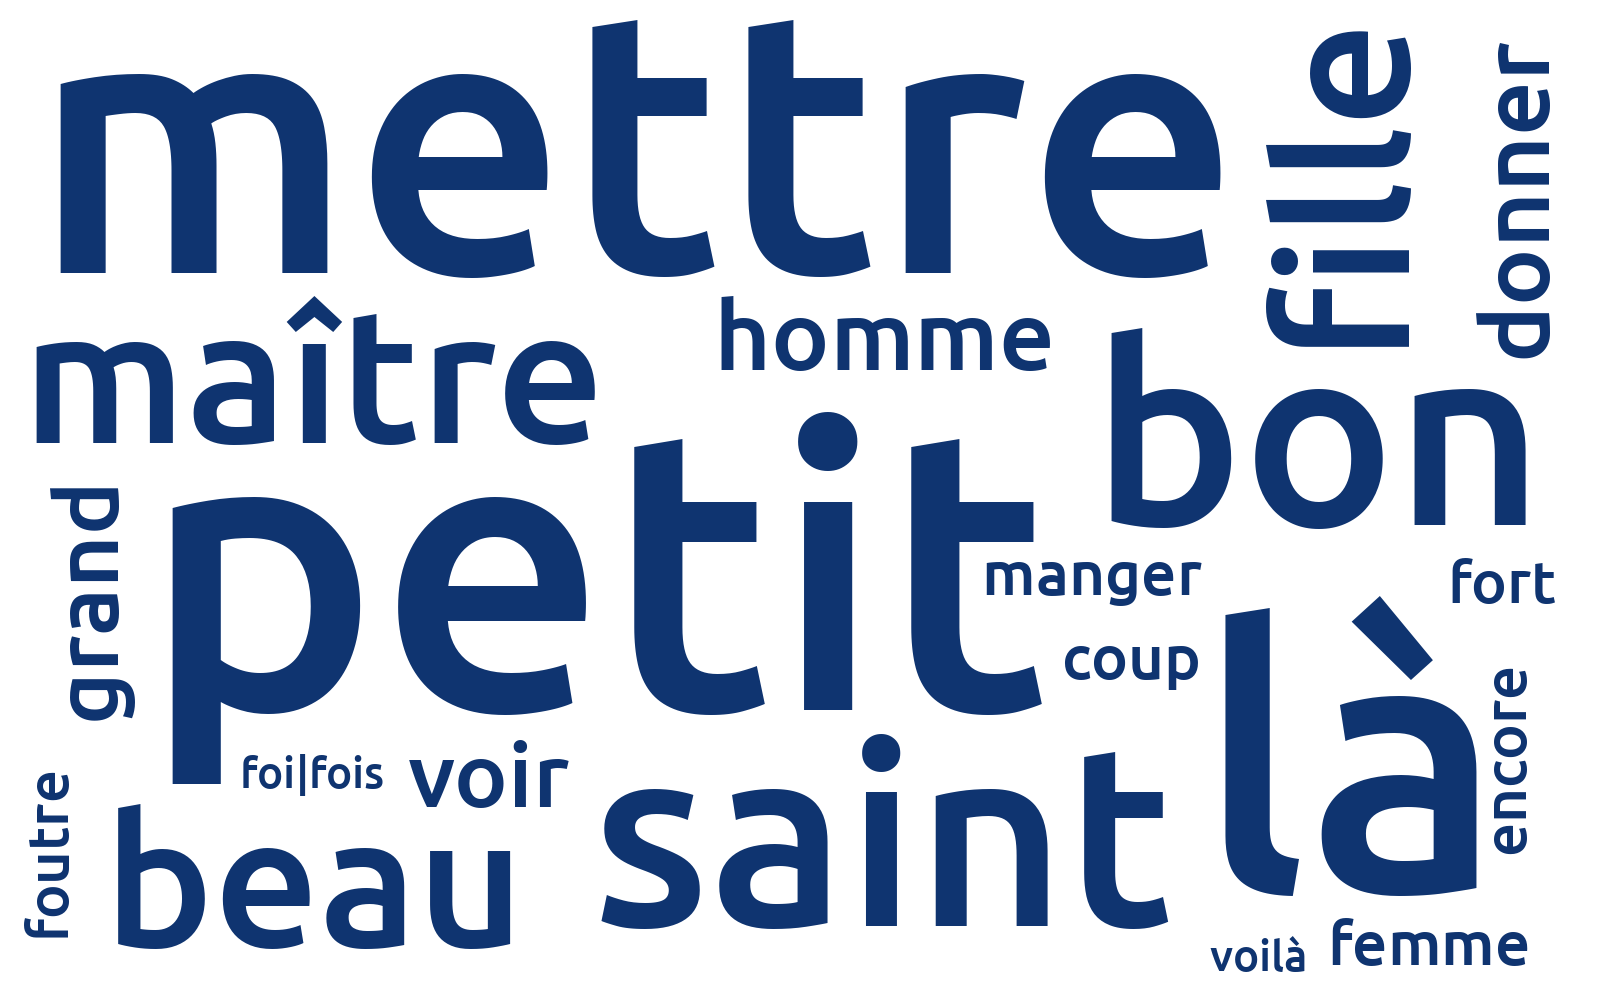 mettre
fille
donner
maître
homme
bon
grand
petit
manger
fort
coup
là
encore
foutre
foi|fois
voir
beau
saint
voilà
femme